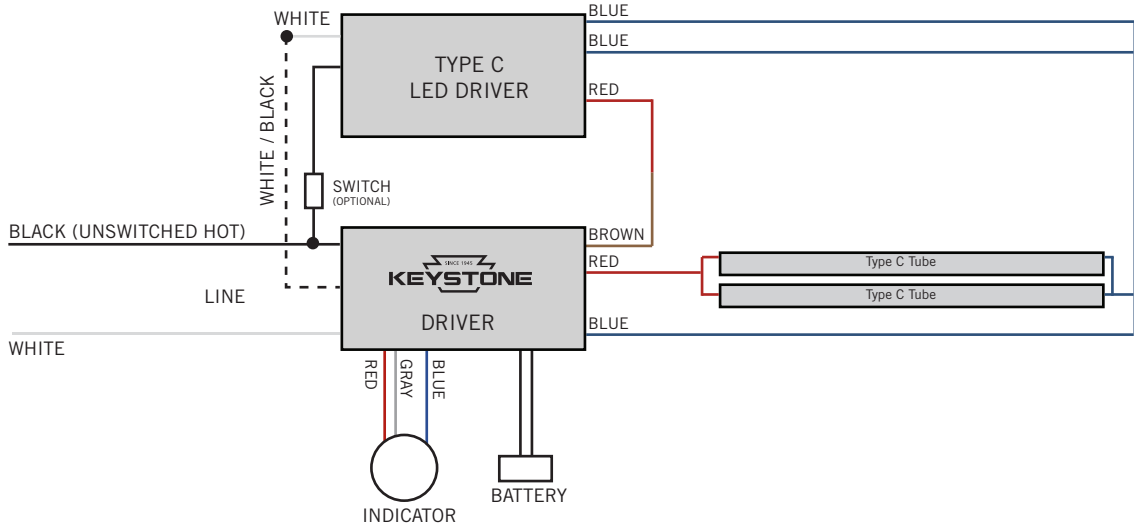 WHITE
BLUE
BLUE
TYPE C
LED DRIVER
RED
WHITE / BLACK
SWITCH
(OPTIONAL)
BLACK (UNSWITCHED HOT)
BROWN
RED
SINCE 1945
KEYSTONE
Type C Tube
Type C Tube
LINE
DRIVER
BLUE
WHITE
RED
GRAY
BLUE
BATTERY
INDICATOR